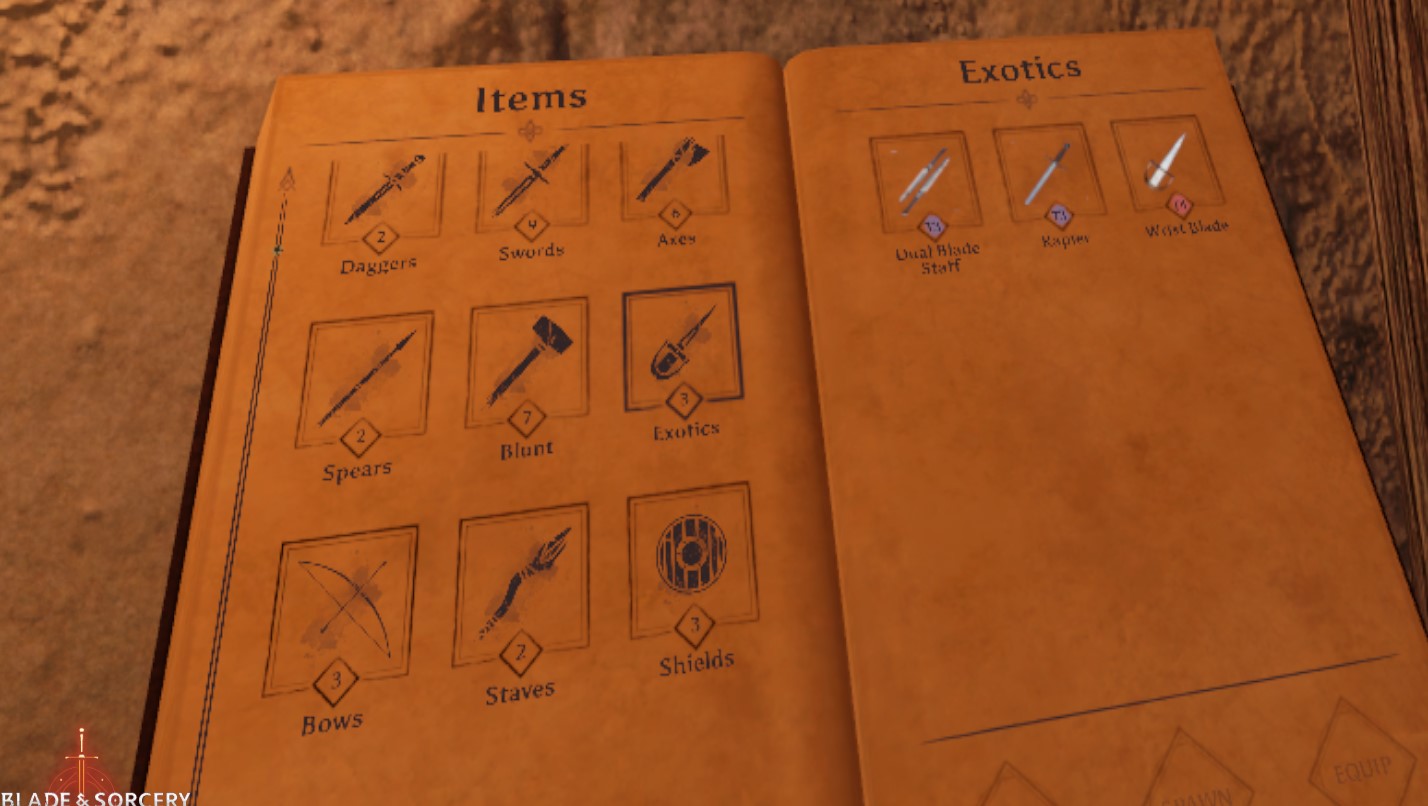 Items
2
Daggers
4
Swords
6
Axes
2
Spears
7
Blunt
3
Exotics
3
Bows
2
Staves
3
Shields
Exotics
T3
Dual Blade
Staff
T3
Rapier
T4
Wrist Blade
SPAWN
EQUIP
BLADE & SORCERY